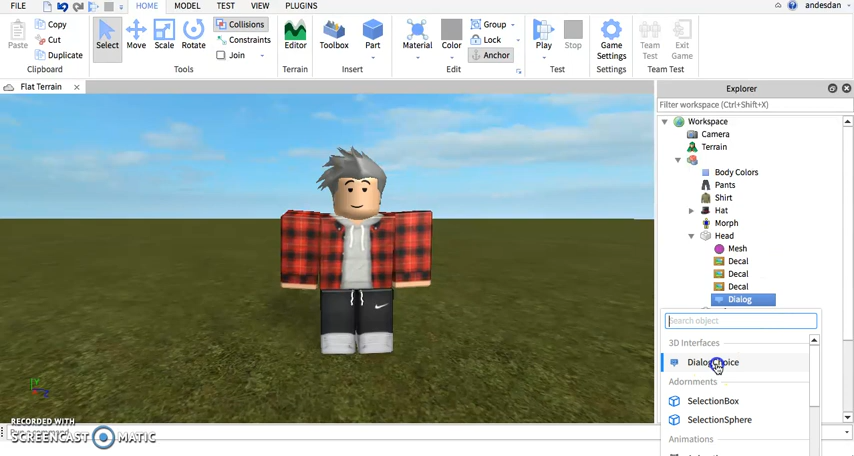 FILE HOME MODEL TEST VIEW PLUGINS andesdan
Paste Copy Cut Duplicate Select Move Scale Rotate Collisions Constraints Join Editor Toolbox Part Material Color Group Lock Anchor Play Stop Game Settings Team Test Exit Game
Clipboard Tools Terrain Insert Edit Test Settings Team Test
Flat Terrain
Explorer
Filter workspace (Ctrl+Shift+X)
Workspace
Camera
Terrain
Body Colors
Pants
Shirt
Hat
Morph
Head
Mesh
Decal
Decal
Decal
Dialog
Search object
3D Interfaces
DialogChoice
Adornments
SelectionBox
SelectionSphere
Animations
RECORDED WITH
SCREENCAST MATIC